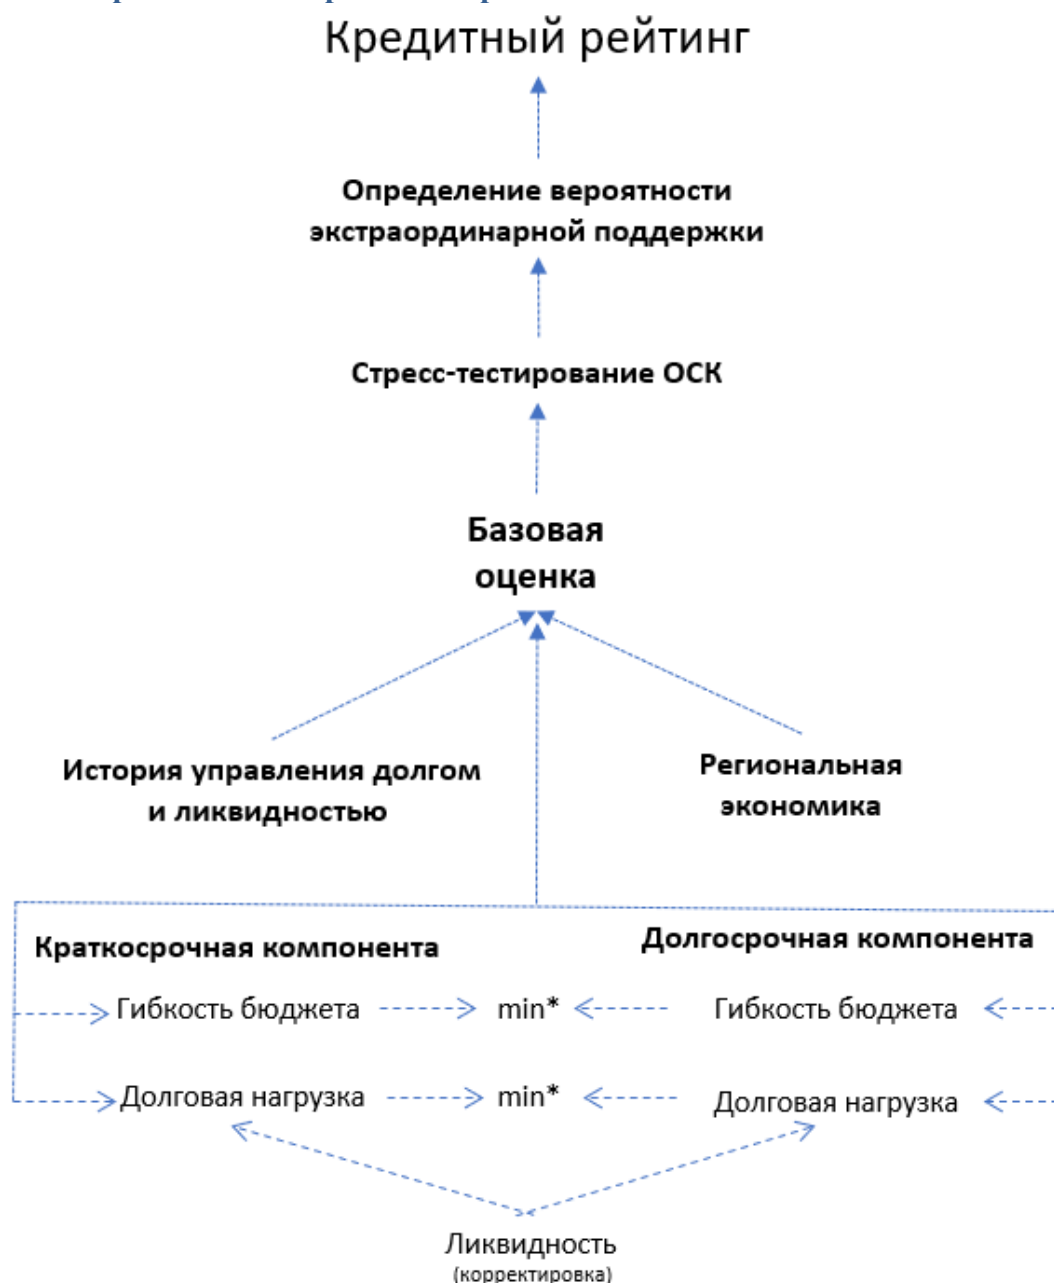 Кредитный рейтинг
Определение вероятности
экстраординарной поддержки
Стресс-тестирование ОСК
Базовая
оценка
История управления долгом
и ликвидностью
Региональная
экономика
Краткосрочная компонента
Долгосрочная компонента
Гибкость бюджета
min*
Гибкость бюджета
Долговая нагрузка
min*
Долговая нагрузка
Ликвидность
(корректировка)